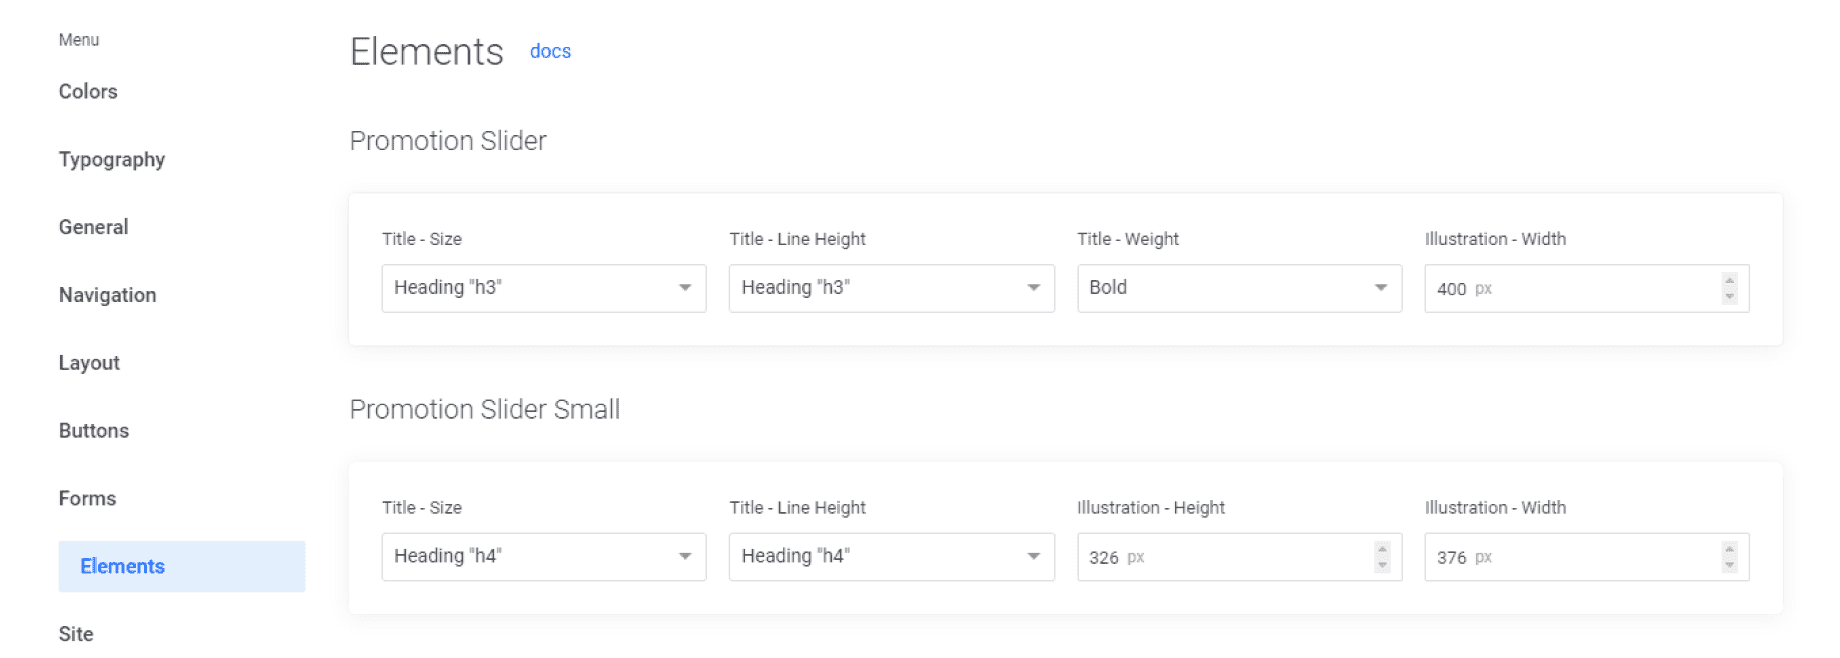 Menu
Colors
Typography
General
Navigation
Layout
Buttons
Forms
Elements
Site
Elements docs
Promotion Slider
Title - Size Title - Line Height Title - Weight Illustration - Width
Heading "h3" Heading "h3" Bold 400 px
Promotion Slider Small
Title - Size Title - Line Height Illustration - Height Illustration - Width
Heading "h4" Heading "h4" 326 px 376 px